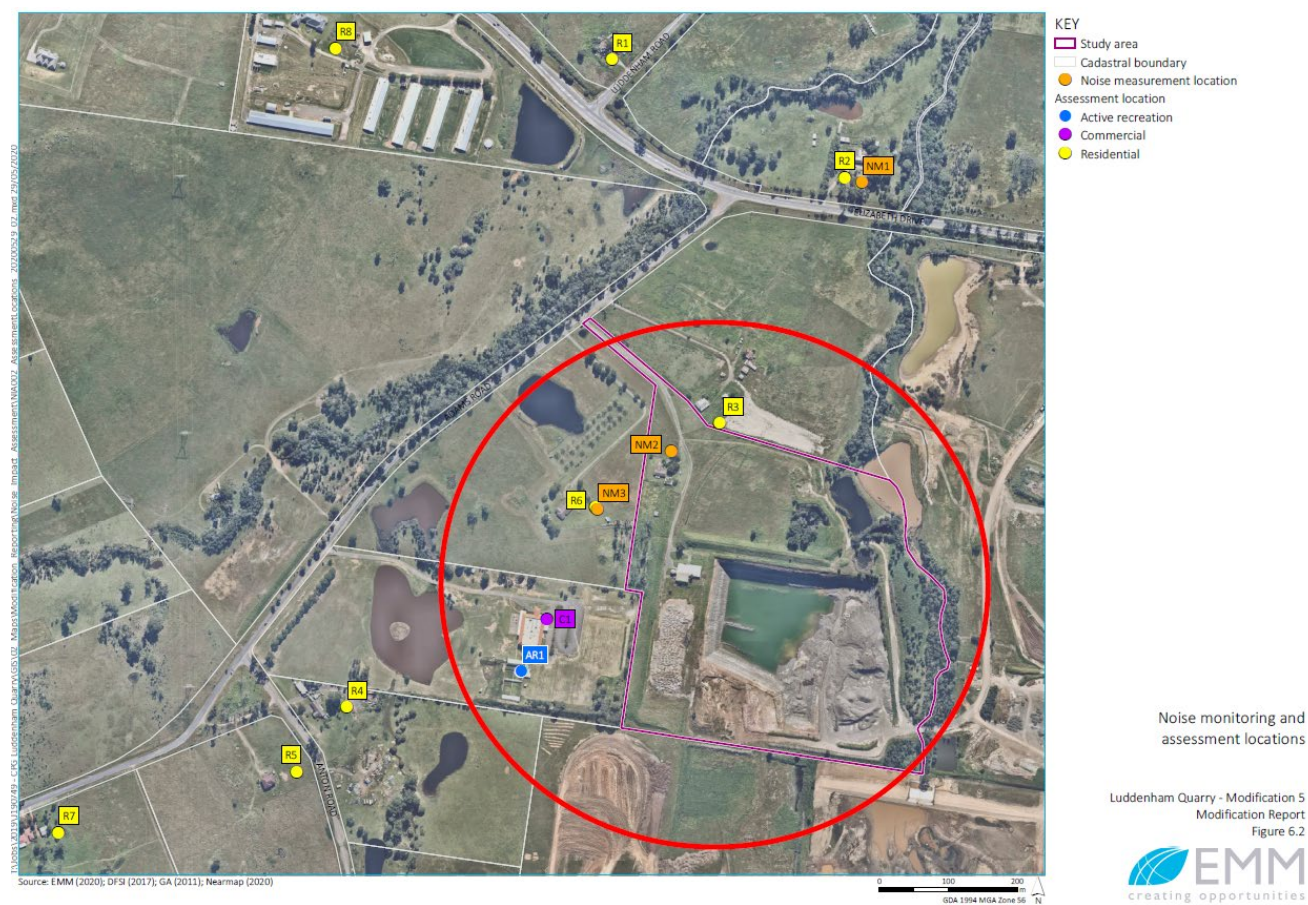 KEY
Study area
Cadastral boundary
Noise measurement location
Assessment location
Active recreation
Commercial
Residential
R8
R1
LUDDENHAM ROAD
R2
NM1
ELIZABETH DRIVE
R3
NM2
R6
NM3
C1
AR1
R4
R5
R7
ANTON ROAD
Noise monitoring and
assessment locations
Luddenham Quarry - Modification 5
Modification Report
Figure 6.2
EMM
creating opportunities
Source: EMM (2020); DFSI (2017); GA (2011); Nearmap (2020)
0 100 200
m
GDA 1994 MGA Zone 56
N